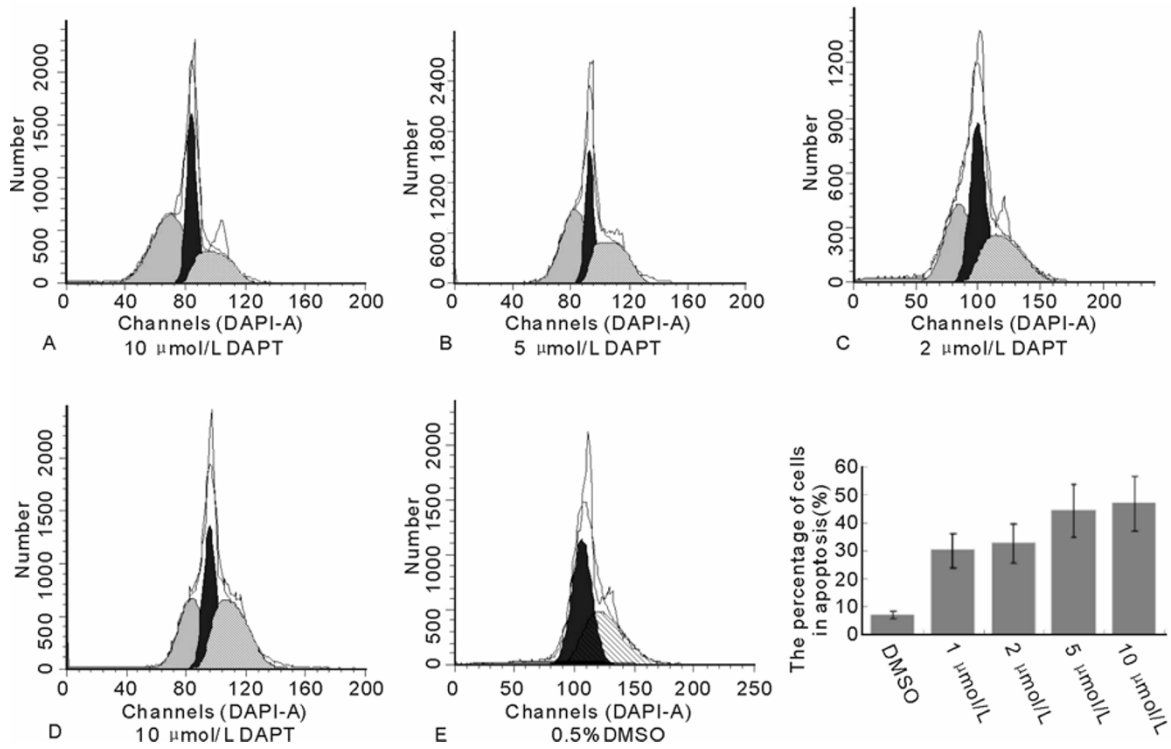 Number
2000
1500
1000
500
0
0 40 80 120 160 200
Channels (DAPI-A)
A
10 μmol/L DAPT
Number
2400
1800
1200
600
0
0 40 80 120 160 200
Channels (DAPI-A)
B
5 μmol/L DAPT
Number
1200
900
600
300
0
0 50 100 150 200
Channels (DAPI-A)
C
2 μmol/L DAPT
Number
2000
1500
1000
500
0
0 40 80 120 160 200
Channels (DAPI-A)
D
10 μmol/L DAPT
Number
2000
1500
1000
500
0
0 50 100 150 200 250
Channels (DAPI-A)
E
0.5%DMSO
The percentage of cells
in apoptosis(%)
60
50
40
30
20
10
0
DMSO
1 μmol/L
2 μmol/L
5 μmol/L
10 μmol/L